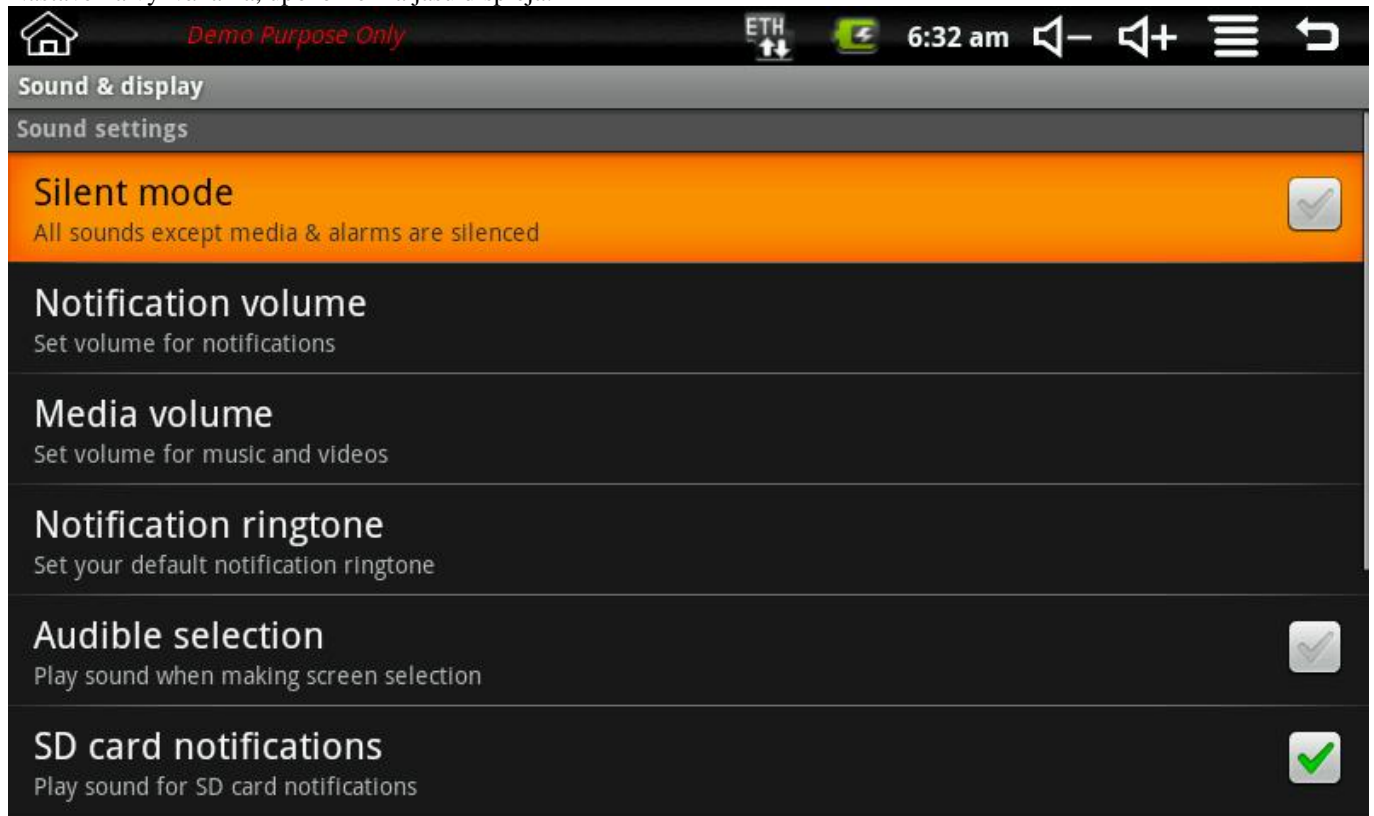 Demo Purpose Only ETH 6:32 am
Sound & display
Sound settings
Silent mode
All sounds except media & alarms are silenced
Notification volume
Set volume for notifications
Media volume
Set volume for music and videos
Notification ringtone
Set your default notification ringtone
Audible selection
Play sound when making screen selection
SD card notifications
Play sound for SD card notifications